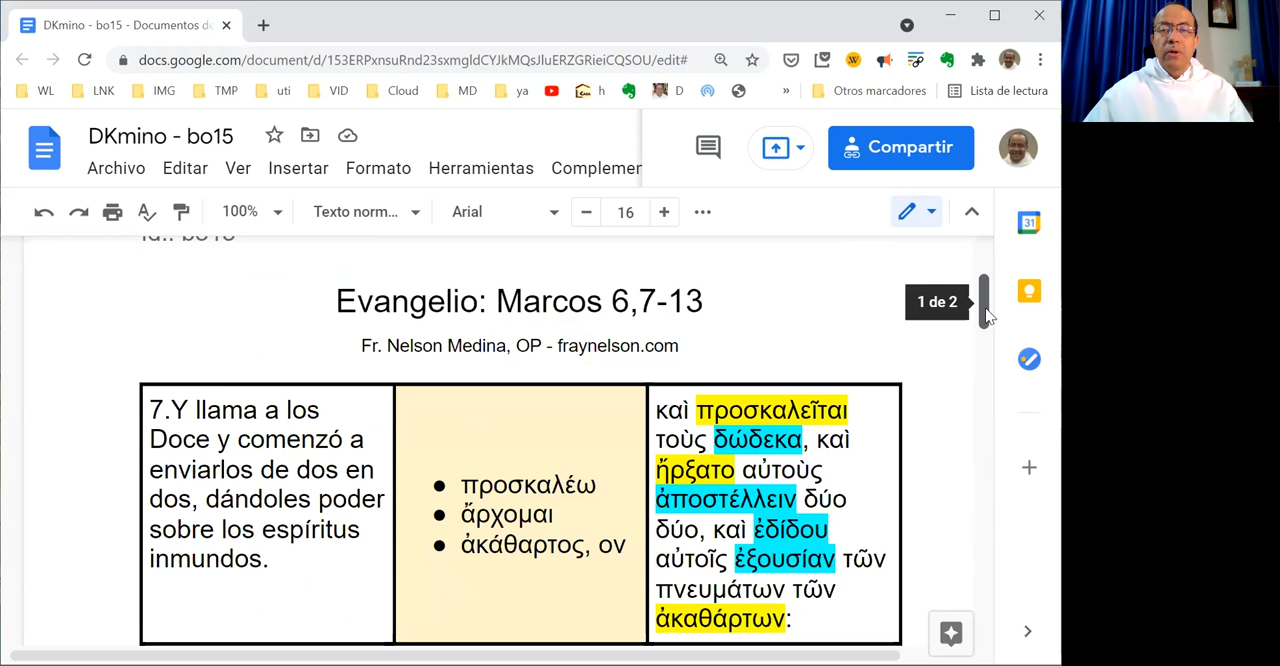 DKmino - bo15 - Documentos d
docs.google.com/document/d/153ERPxnsuRnd23sxmgldCYJkMQsJluERZGRieiCQSOU/edit#
WL LNK IMG TMP uti VID Cloud MD ya h D » Otros marcadores Lista de lectura
DKmino - bo15
Compartir
Archivo Editar Ver Insertar Formato Herramientas Complemen
100% Texto norm... Arial 16
31
Id.: bo15
Evangelio: Marcos 6,7-13
1 de 2
Fr. Nelson Medina, OP - fraynelson.com
7.Y llama a los
Doce y comenzó a
enviarlos de dos en
dos, dándoles poder
sobre los espíritus
inmundos.
● προσκαλέω
● ἄρχομαι
● ἀκάθαρτος, ον
καὶ προσκαλεῖται
τοὺς δώδεκα, καὶ
ἤρξατο αὐτοὺς
ἀποστέλλειν δύο
δύο, καὶ ἐδίδου
αὐτοῖς ἐξουσίαν τῶν
πνευμάτων τῶν
ἀκαθάρτων: